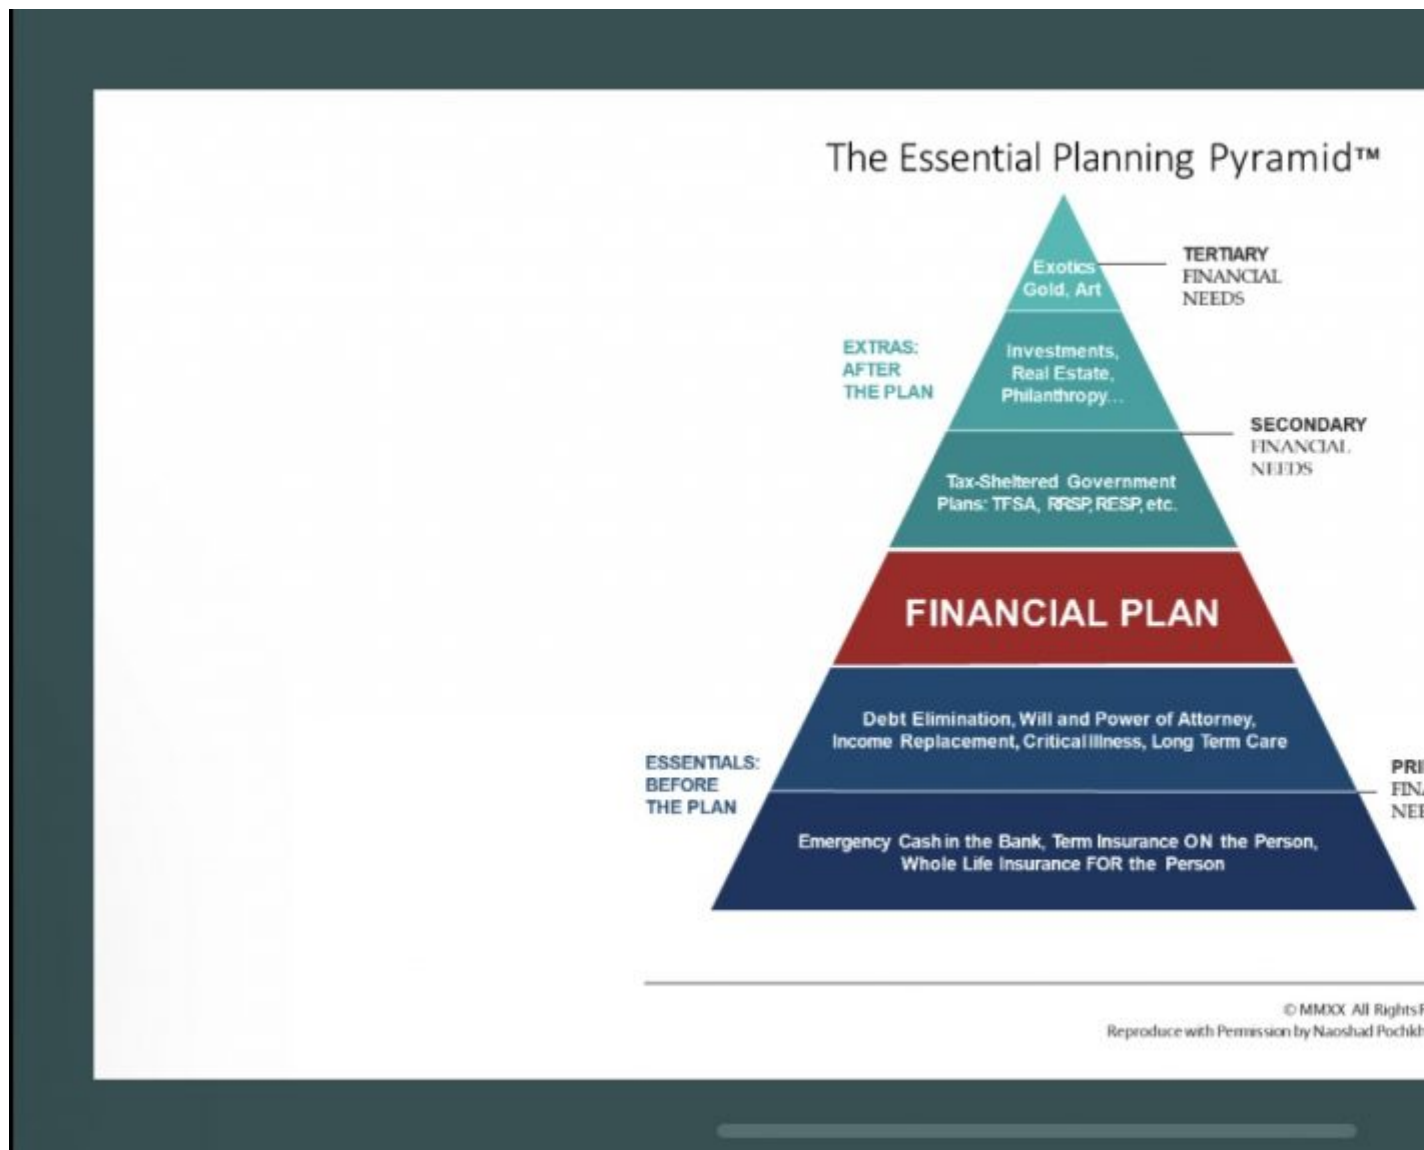 The Essential Planning Pyramid™
Exotics
Gold, Art
TERTIARY
FINANCIAL
NEEDS
EXTRAS:
AFTER
THE PLAN
Investments,
Real Estate,
Philanthropy...
SECONDARY
FINANCIAL
NEEDS
Tax-Sheltered Government
Plans: TFSA, RRSP, RESP, etc.
FINANCIAL PLAN
Debt Elimination, Will and Power of Attorney,
Income Replacement, Critical Illness, Long Term Care
ESSENTIALS:
BEFORE
THE PLAN
Emergency Cash in the Bank, Term Insurance ON the Person,
Whole Life Insurance FOR the Person
© MMXX All Rights
Reproduce with Permission by Naoshad